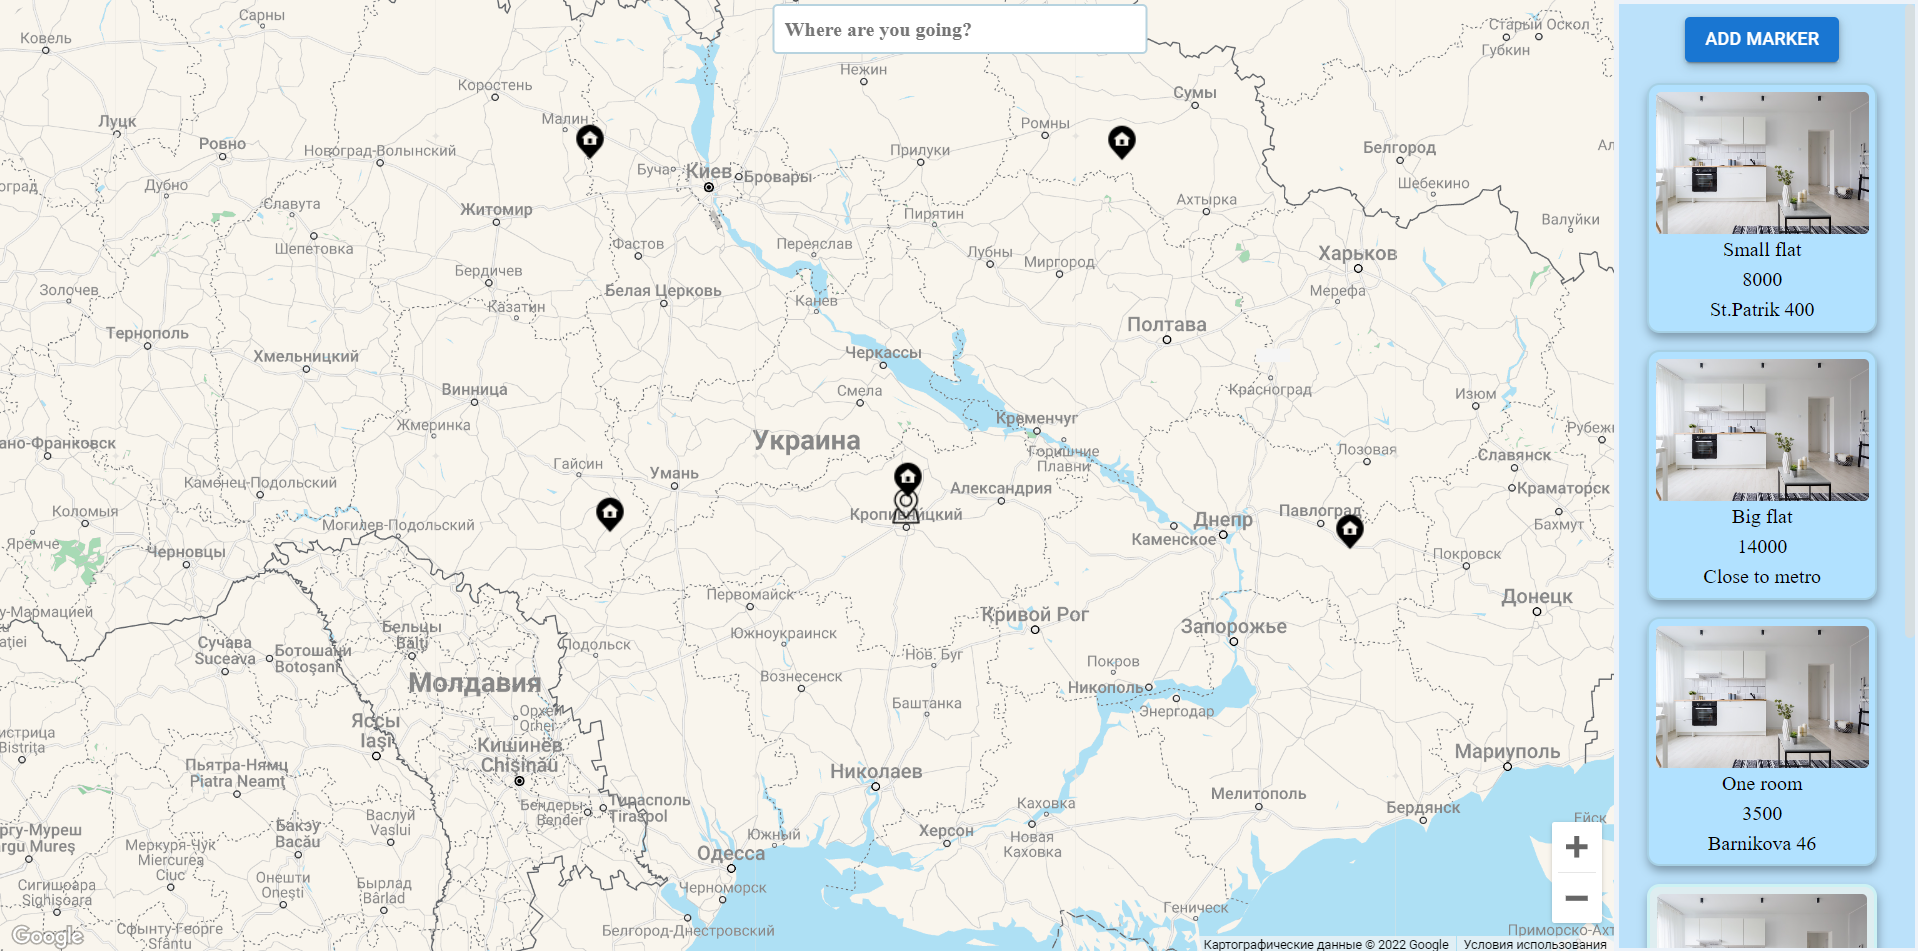 Where are you going?
ADD MARKER
Small flat
8000
St.Patrik 400
Big flat
14000
Close to metro
One room
3500
Barnikova 46
Сарны
Ковель
Коростень
Нежин
Сумы
Старый Оскол
Губкин
Луцк
Малин
Ромны
Ровно
Новоград-Волынский
Прилуки
Белгород
Буча
Киев
Бровары
Шебекино
Дубно
Славута
Житомир
Пирятин
Ахтырка
Валуйки
Шепетовка
Фастов
Переяслав
Лубны
Миргород
Харьков
Бердичев
Золочев
Белая Церковь
Мерефа
Казатин
Канев
Тернополь
Полтава
Хмельницкий
Черкассы
Винница
Смела
Красноград
Изюм
Жмеринка
Кременчуг
Украина
Горишние
Плавни
Лозовая
Славянск
Гайсин
Умань
Каменец-Подольский
Александрия
Краматорск
Коломыя
Могилев-Подольский
Кропивницкий
Днепр
Павлоград
Бахмут
Яремче
Черновцы
Каменское
Покровск
Первомайск
Донецк
Кривой Рог
Запорожье
Бельцы
Bălți
Южноукраинск
Сучава
Suceava
Ботошани
Botoșani
Подольск
Нов. Буг
Покров
Молдавия
Вознесенск
Никополь
Баштанка
Энергодар
Яссы
Iași
Орхей
Orhei
Кишинев
Chișinău
Мариуполь
Пьятра-Нямц
Piatra Neamț
Николаев
Мелитополь
Бендеры
Bender
Тирасполь
Tiraspol
Каховка
Бердянск
Васлуй
Vaslui
Бакэу
Bacău
Южный
Херсон
Новая
Каховка
Ейск
Меркуря-Чук
Miercurea
Ciuc
Одесса
Онешти
Onești
Бырлад
Bârlad
Черноморск
Сигишоара
Sighișoara
Геническ
Сфынту-Георге
Sfântu
Белгород-Днестровский
Google
Картографические данные © 2022 Google
Условия использования